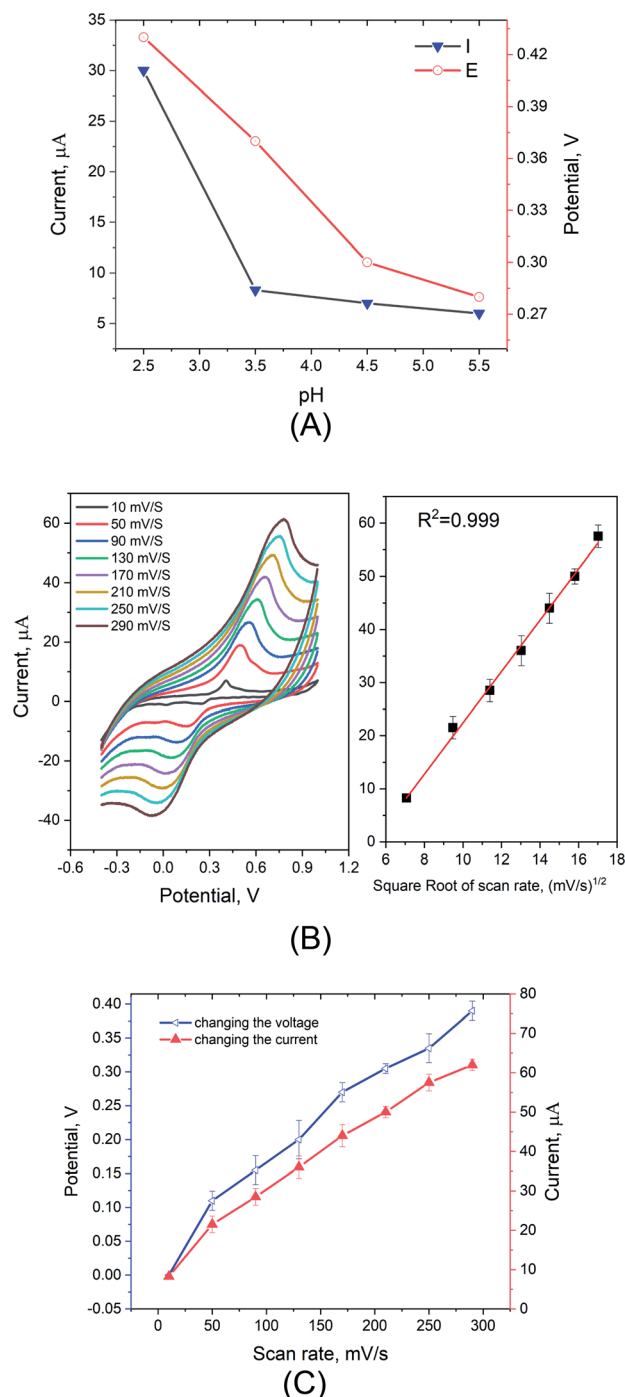 35
30
25
20
15
10
5
Current, µA
I
E
0.42
0.39
0.36
0.33
0.30
0.27
Potential, V
2.5 3.0 3.5 4.0 4.5 5.0 5.5
pH
(A)
60
40
20
0
-20
-40
Current, µA
10 mV/S
50 mV/S
90 mV/S
130 mV/S
170 mV/S
210 mV/S
250 mV/S
290 mV/S
-0.6 -0.3 0.0 0.3 0.6 0.9 1.2
Potential, V
R²=0.999
60
50
40
30
20
10
0
6 8 10 12 14 16 18
Square Root of scan rate, (mV/s)^1/2
(B)
0.40
0.35
0.30
0.25
0.20
0.15
0.10
0.05
0.00
-0.05
Potential, V
changing the voltage
changing the current
80
70
60
50
40
30
20
10
0
Current, µA
0 50 100 150 200 250 300
Scan rate, mV/s
(C)